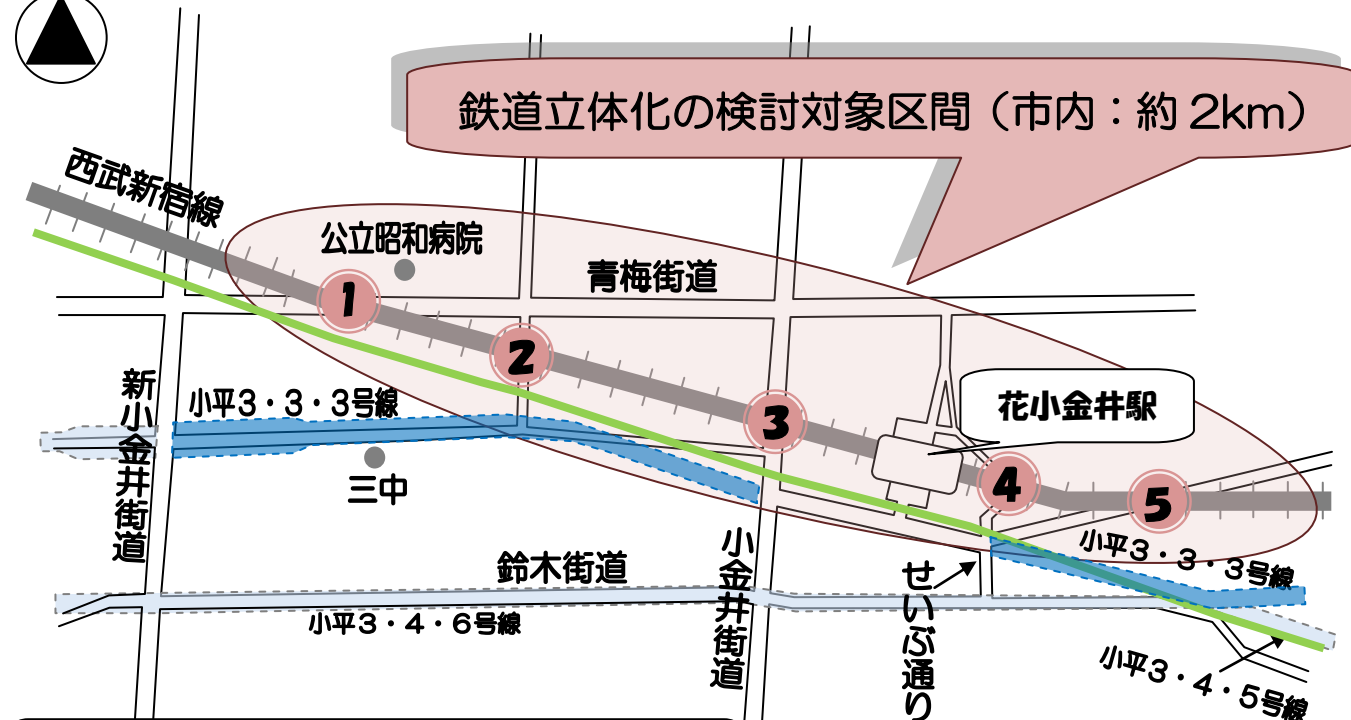 鉄道立体化の検討対象区間（市内：約 2km）
西武新宿線
公立昭和病院
青梅街道
1
2
3
4
5
花小金井駅
新小金井街道
小平3・3・3号線
三中
鈴木街道
小平3・4・6号線
小金井街道
せいぶ通り
小平3・3・3号線
小平3・4・5号線